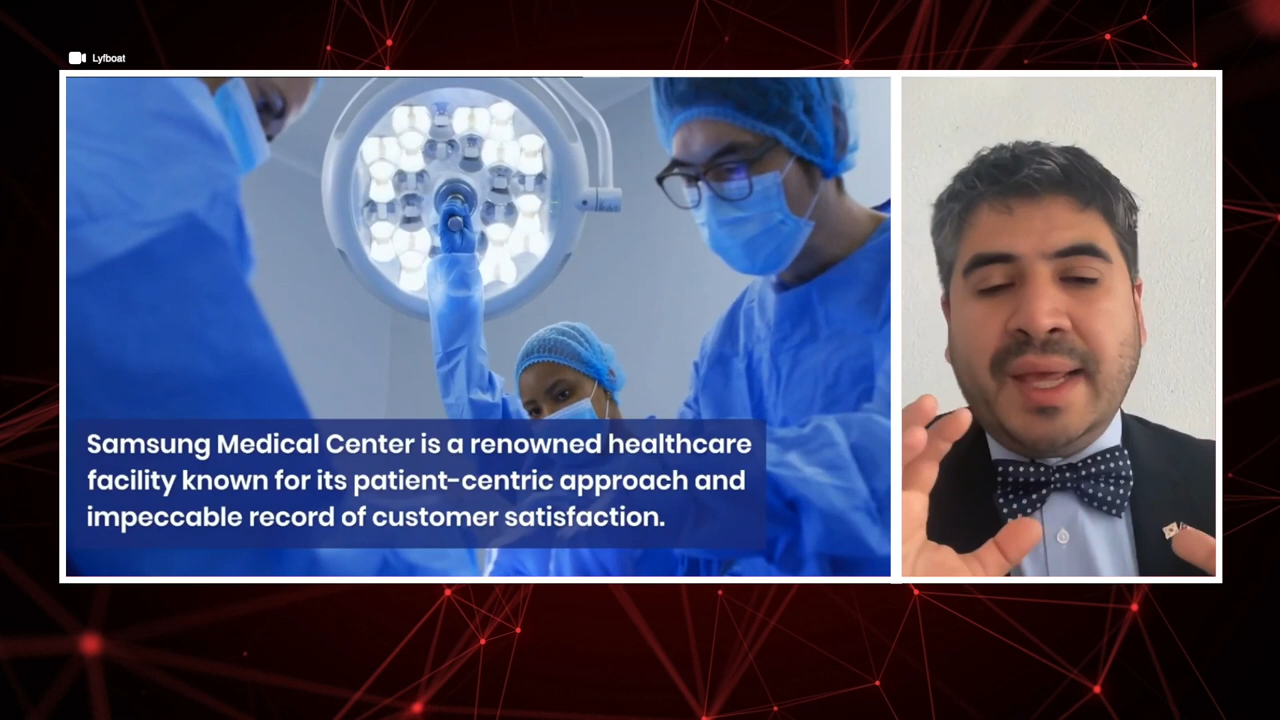 Lyfboat
Samsung Medical Center is a renowned healthcare
facility known for its patient-centric approach and
impeccable record of customer satisfaction.